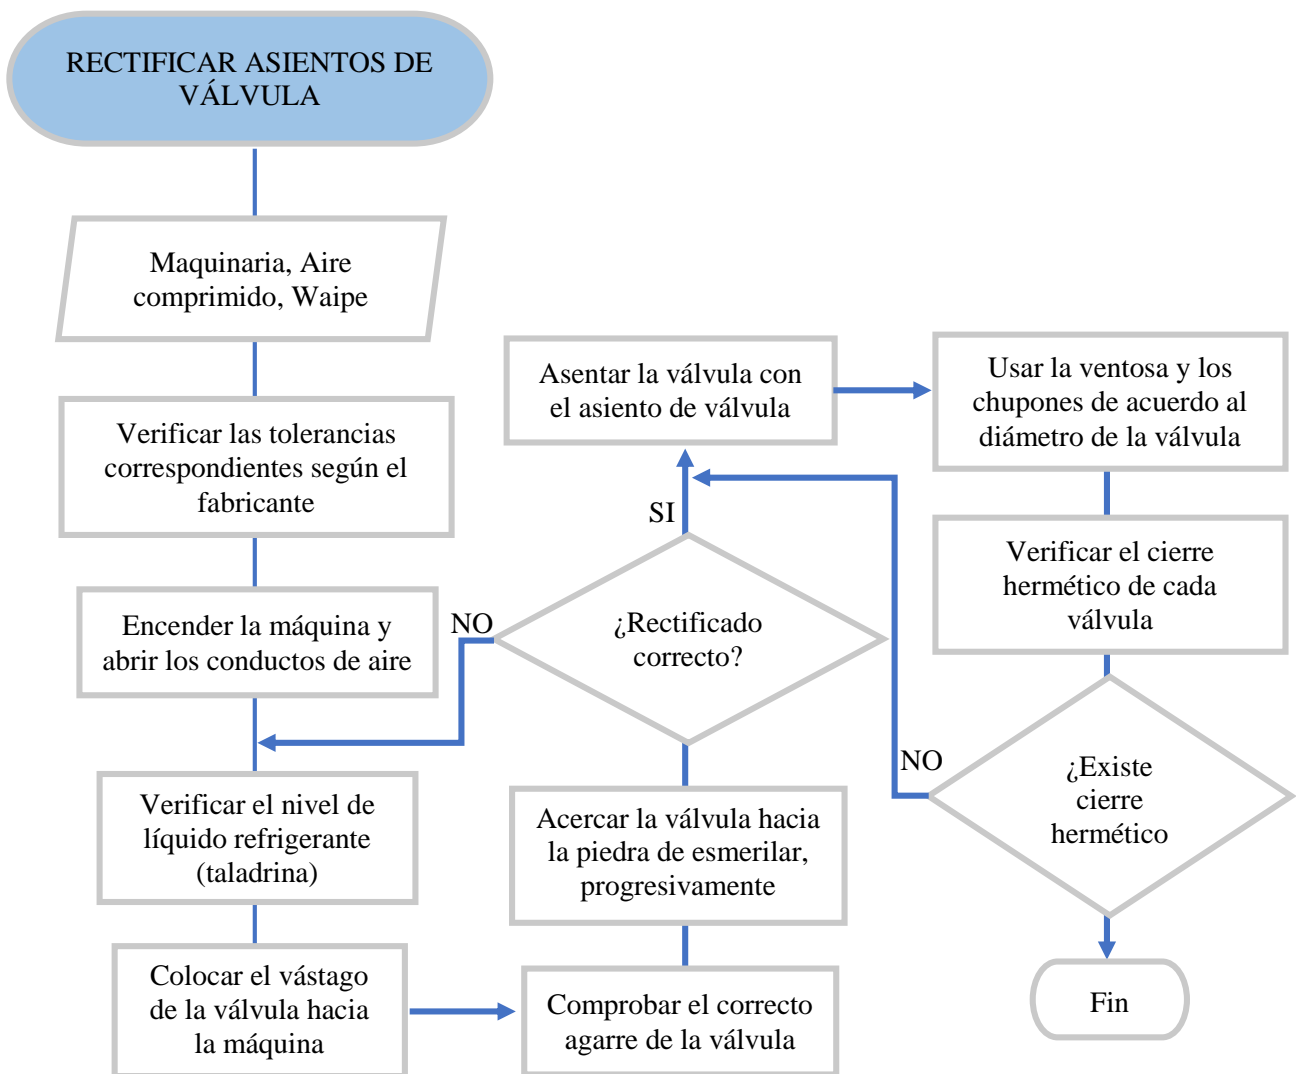 RECTIFICAR ASIENTOS DE
VÁLVULA
Maquinaria, Aire
comprimido, Waipe
Verificar las tolerancias
correspondientes según el
fabricante
Encender la máquina y
abrir los conductos de aire
Verificar el nivel de
líquido refrigerante
(taladrina)
Colocar el vástago
de la válvula hacia
la máquina
Comprobar el correcto
agarre de la válvula
Acercar la válvula hacia
la piedra de esmerilar,
progresivamente
¿Rectificado
correcto?
NO
SI
Asentar la válvula con
el asiento de válvula
Usar la ventosa y los
chupones de acuerdo al
diámetro de la válvula
Verificar el cierre
hermético de cada
válvula
¿Existe
cierre
hermético
NO
Fin